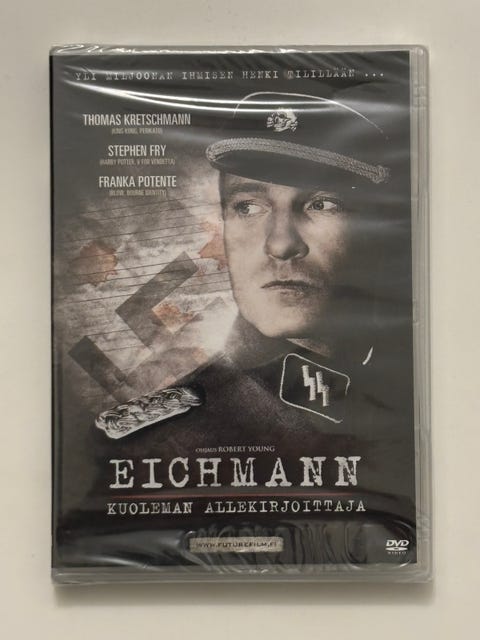 YLI MILJOONAN IHMISEN HENKI TILILLÄÄN ...
THOMAS KRETSCHMANN
(KING KONG, PERIKATO)
STEPHEN FRY
(HARRY POTTER, V FOR VENDETTA)
FRANKA POTENTE
(BLOW, BOURNE IDENTITY)
OHJAUS ROBERT YOUNG
EICHMANN
KUOLEMAN ALLEKIRJOITTAJA
WWW.FUTUREFILM.FI
DVD
VIDEO